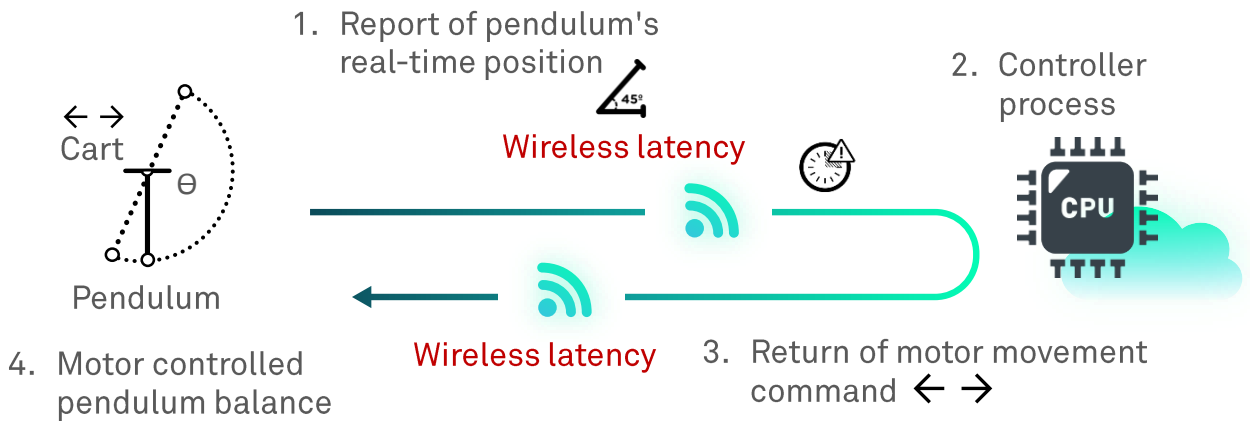 1. Report of pendulum's
real-time position
45°
2. Controller
process
Wireless latency
Cart
Θ
CPU
Pendulum
Wireless latency
3. Return of motor movement
command
4. Motor controlled
pendulum balance